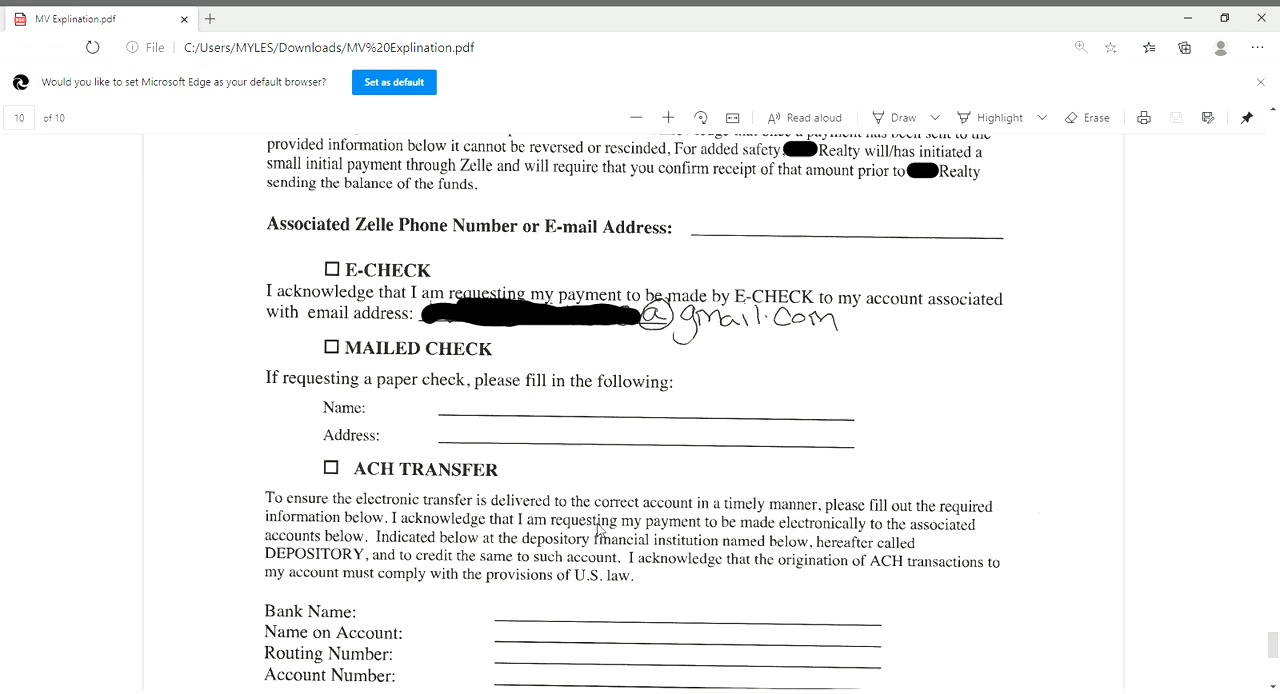 MV Explination.pdf
File C:/Users/MYLES/Downloads/MV%20Explination.pdf
Would you like to set Microsoft Edge as your default browser? Set as default
10 of 10 Read aloud Draw Highlight Erase
that once a payment has been sent to the
provided information below it cannot be reversed or rescinded, For added safety, Realty will/has initiated a
small initial payment through Zelle and will require that you confirm receipt of that amount prior to Realty
sending the balance of the funds.
Associated Zelle Phone Number or E-mail Address:
E-CHECK
I acknowledge that I am requesting my payment to be made by E-CHECK to my account associated
with email address: @gmail.com
MAILED CHECK
If requesting a paper check, please fill in the following:
Name:
Address:
ACH TRANSFER
To ensure the electronic transfer is delivered to the correct account in a timely manner, please fill out the required
information below. I acknowledge that I am requesting my payment to be made electronically to the associated
accounts below. Indicated below at the depository financial institution named below, hereafter called
DEPOSITORY, and to credit the same to such account. I acknowledge that the origination of ACH transactions to
my account must comply with the provisions of U.S. law.
Bank Name:
Name on Account:
Routing Number:
Account Number: